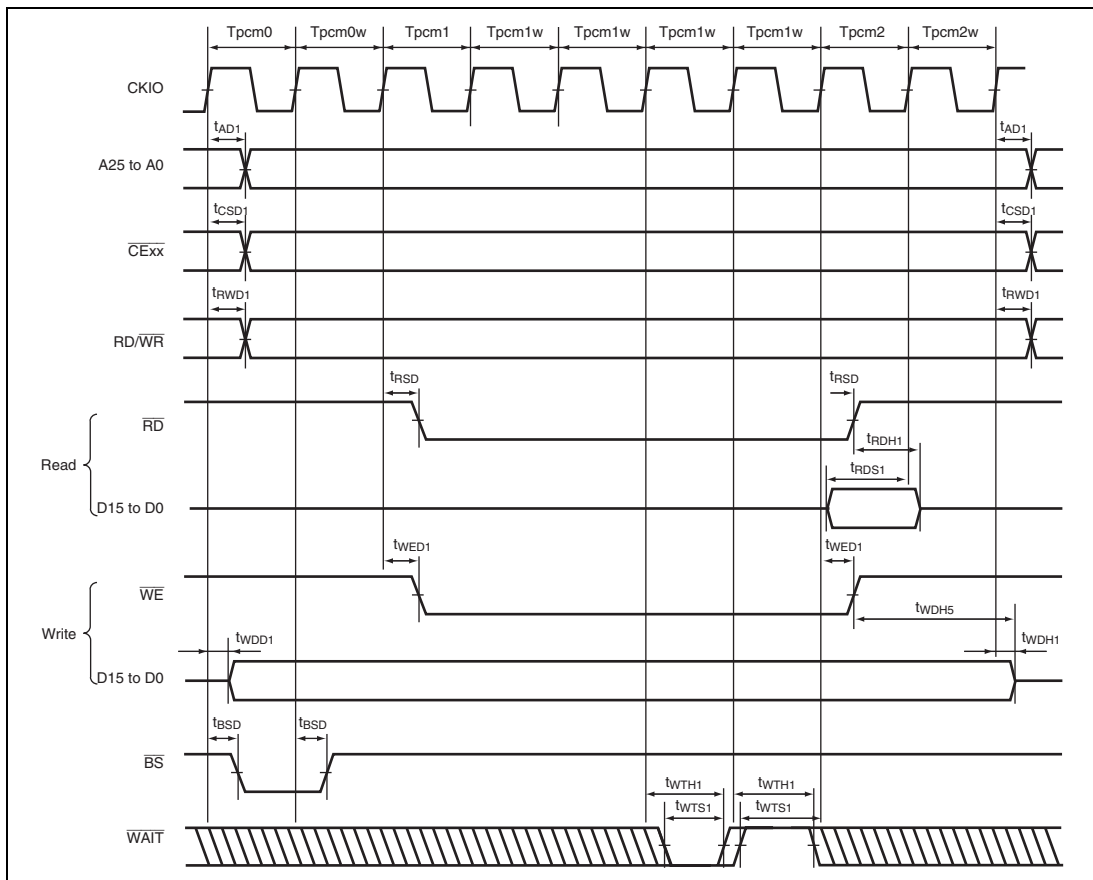 Tpcm0 Tpcm0w Tpcm1 Tpcm1w Tpcm1w Tpcm1w Tpcm1w Tpcm2 Tpcm2w
CKIO
tAD1 tAD1
A25 to A0
tCSD1 tCSD1
CExx
tRWD1 tRWD1
RD/WR
tRSD tRSD
RD
tRDH1
Read
tRDS1
D15 to D0
tWED1 tWED1
WE
tWDH5
Write
tWDD1 tWDH1
D15 to D0
tBSD tBSD
BS
tWTH1 tWTH1
tWTS1 tWTS1
WAIT